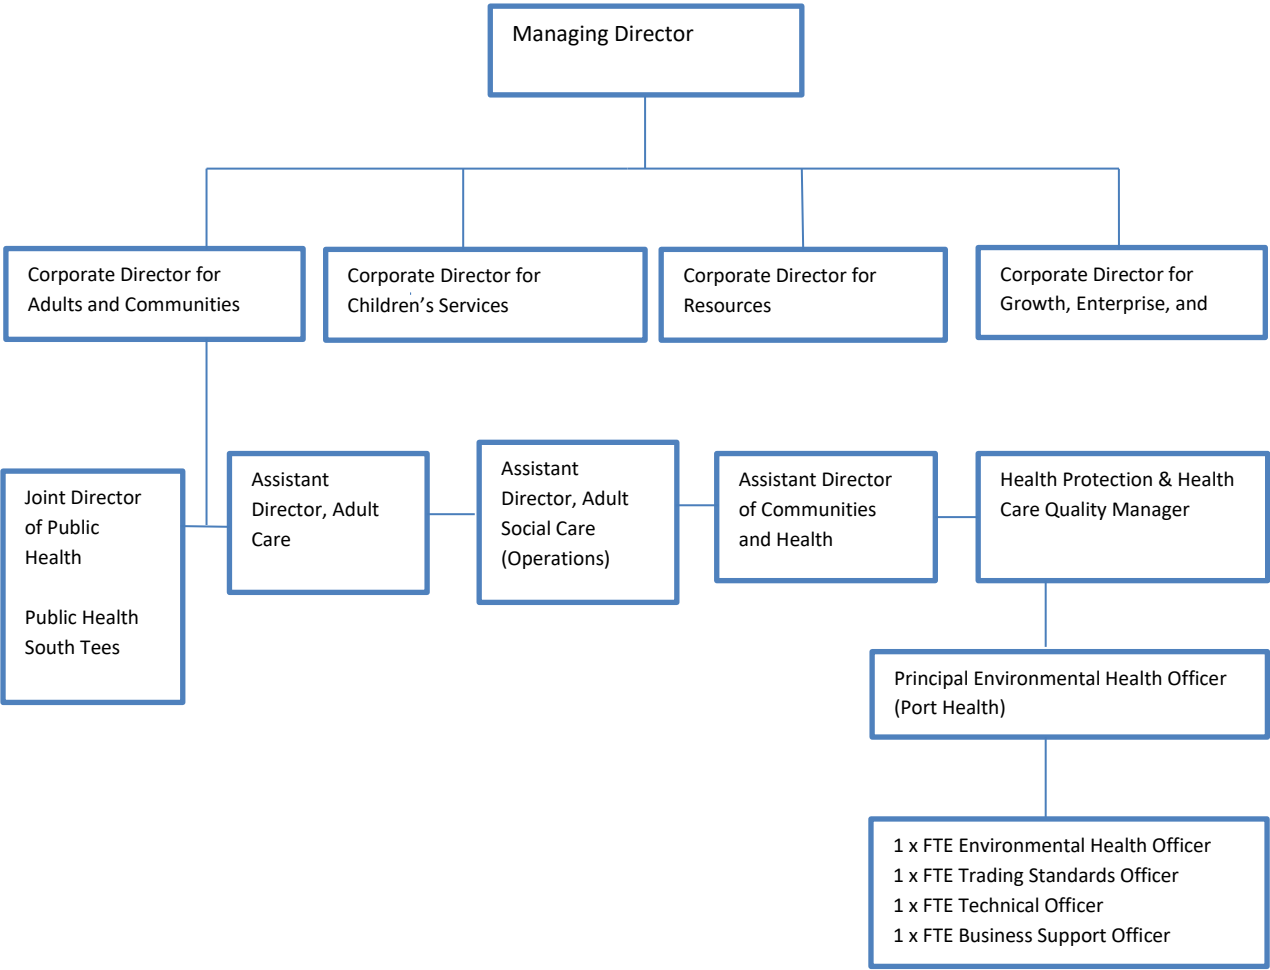 Managing Director
Corporate Director for
Adults and Communities
Corporate Director for
Children’s Services
Corporate Director for
Resources
Corporate Director for
Growth, Enterprise, and
Joint Director
of Public
Health
Public Health
South Tees
Assistant
Director, Adult
Care
Assistant
Director, Adult
Social Care
(Operations)
Assistant Director
of Communities
and Health
Health Protection & Health
Care Quality Manager
Principal Environmental Health Officer
(Port Health)
1 x FTE Environmental Health Officer
1 x FTE Trading Standards Officer
1 x FTE Technical Officer
1 x FTE Business Support Officer